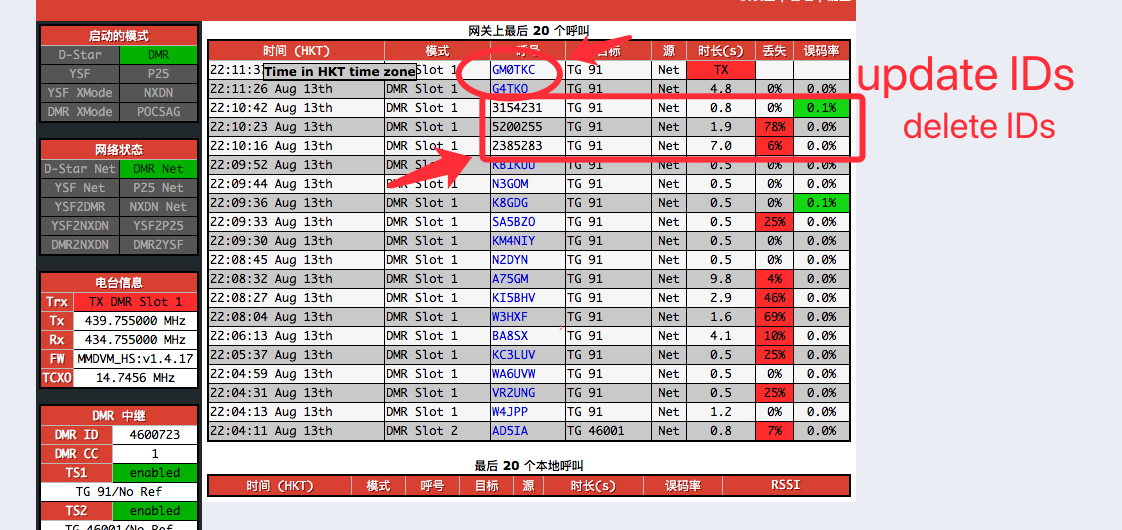 启动的模式
D-Star DMR
YSF P25
YSF XMode NXDN
DMR XMode POCSAG
网络状态
D-Star Net DMR Net
YSF Net P25 Net
YSF2DMR NXDN Net
YSF2NXDN YSF2P25
DMR2NXDN DMR2YSF
电台信息
Trx TX DMR Slot 1
Tx 439.755000 MHz
Rx 434.755000 MHz
FW MMDVM_HS:v1.4.17
TCXO 14.7456 MHz
DMR 中继
DMR ID 4600723
DMR CC 1
TS1 enabled
TG 91/No Ref
TS2 enabled
TG 46001/No Ref
网关上最后 20 个呼叫
时间 (HKT) 模式 呼号 目标 源 时长(s) 丢失 误码率
22:11:3 Time in HKT time zone Slot 1 GM0TKC TG 91 Net TX
22:11:26 Aug 13th DMR Slot 1 G4TKO TG 91 Net 4.8 0% 0.0%
22:10:42 Aug 13th DMR Slot 1 3154231 TG 91 Net 0.8 0% 0.1%
22:10:23 Aug 13th DMR Slot 1 5200255 TG 91 Net 1.9 78% 0.0%
22:10:16 Aug 13th DMR Slot 1 2385283 TG 91 Net 7.0 6% 0.0%
22:09:52 Aug 13th DMR Slot 1 TG 91 Net 0.5 0% 0.0%
22:09:44 Aug 13th DMR Slot 1 N3GOM TG 91 Net 0.5 0% 0.0%
22:09:36 Aug 13th DMR Slot 1 K8GDG TG 91 Net 0.5 0% 0.1%
22:09:33 Aug 13th DMR Slot 1 SA5BZO TG 91 Net 0.5 25% 0.0%
22:09:30 Aug 13th DMR Slot 1 KM4NIY TG 91 Net 0.5 0% 0.0%
22:08:45 Aug 13th DMR Slot 1 N2DYN TG 91 Net 0.5 0% 0.0%
22:08:32 Aug 13th DMR Slot 1 A75GM TG 91 Net 9.8 4% 0.0%
22:08:27 Aug 13th DMR Slot 1 KI5BHV TG 91 Net 2.9 46% 0.0%
22:08:04 Aug 13th DMR Slot 1 W3HXF TG 91 Net 1.6 69% 0.0%
22:06:13 Aug 13th DMR Slot 1 BA8SX TG 91 Net 4.1 10% 0.0%
22:05:37 Aug 13th DMR Slot 1 KC3LUV TG 91 Net 0.5 25% 0.0%
22:04:59 Aug 13th DMR Slot 1 WA6UVW TG 91 Net 0.5 0% 0.0%
22:04:31 Aug 13th DMR Slot 1 VR2UNG TG 91 Net 0.5 25% 0.0%
22:04:13 Aug 13th DMR Slot 1 W4JPP TG 91 Net 1.2 0% 0.0%
22:04:11 Aug 13th DMR Slot 2 AD5IA TG 46001 Net 0.8 7% 0.0%
最后 20 个本地呼叫
时间 (HKT) 模式 呼号 目标 源 时长(s) 误码率 RSSI
update IDs
delete IDs